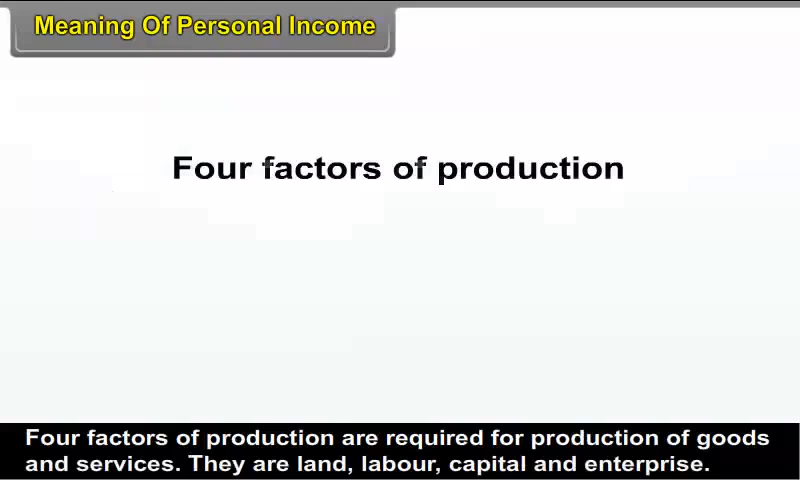 Meaning Of Personal Income
Four factors of production
Four factors of production are required for production of goods
and services. They are land, labour, capital and enterprise.